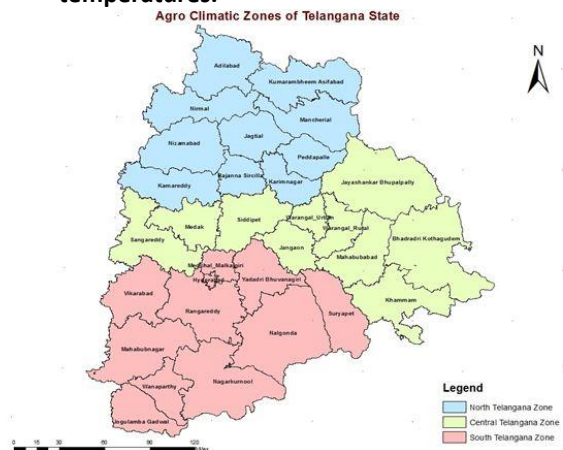 temperatures.
Agro Climatic Zones of Telangana State
N
Adilabad
Kumarambheem Asifabad
Nirmal
Mancherial
Nizamabad
Jagtial
Peddapalle
Kamareddy
Rajanna Sircilla
Karimnagar
Jayashankar Bhupalpally
Medak
Siddipet
Warangal_Urban
Warangal_Rural
Sangareddy
Jangaon
Bhadradri Kothagudem
Mahabubabad
Medchal_Malkajgiri
Hyderabad
Yadadri Bhuvanagiri
Vikarabad
Rangareddy
Khammam
Suryapet
Nalgonda
Mahabubnagar
Wanaparthy
Nagarkurnool
Jogulamba Gadwal
Legend
North Telangana Zone
Central Telangana Zone
South Telangana Zone
0 15 30 60 90 120